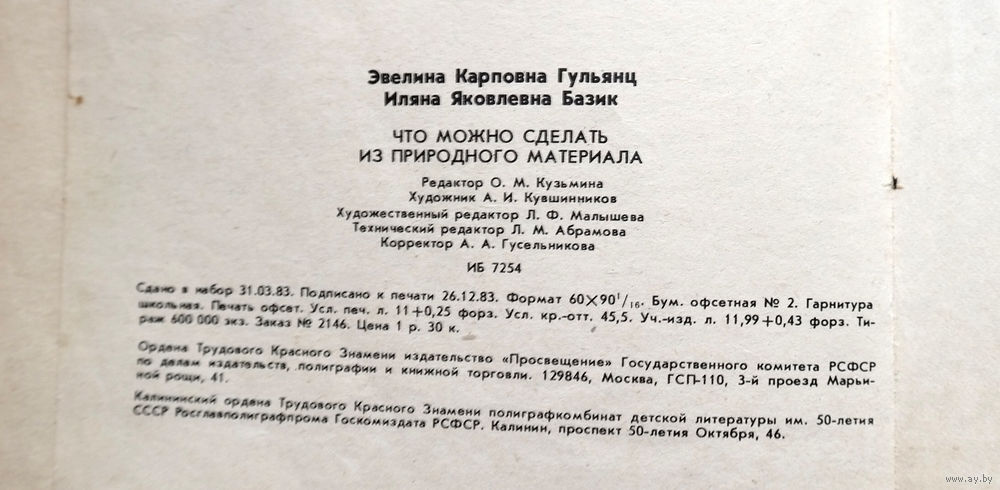 Эвелина Карповна Гульянц
Иляна Яковлевна Базик
ЧТО МОЖНО СДЕЛАТЬ
ИЗ ПРИРОДНОГО МАТЕРИАЛА
Редактор О. М. Кузьмина
Художник А. И. Кувшинников
Художественный редактор Л. Ф. Малышева
Технический редактор Л. М. Абрамова
Корректор А. А. Гусельникова
ИБ 7254
Сдано в набор 31.03.83. Подписано к печати 26.12.83. Формат 60×90¹/₁₆. Бум. офсетная № 2. Гарнитура
школьная. Печать офсет. Усл. печ. л. 11+0,25 форз. Усл. кр.-отт. 45,5. Уч.-изд. л. 11,99+0,43 форз. Ти-
раж 600 000 экз. Заказ № 2146. Цена 1 р. 30 к.
Ордена Трудового Красного Знамени издательство «Просвещение» Государственного комитета РСФСР
по делам издательств, полиграфии и книжной торговли. 129846, Москва, ГСП-110, 3-й проезд Марьи-
ной рощи, 41.
Калининский ордена Трудового Красного Знамени полиграфкомбинат детской литературы им. 50-летия
СССР Росглавполиграфпрома Госкомиздата РСФСР. Калинин, проспект 50-летия Октября, 46.
www.ay.by